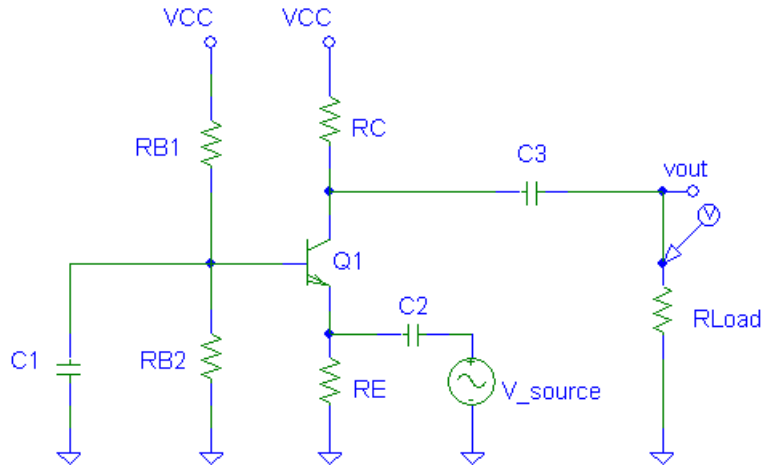 VCC
VCC
RB1
RC
C3
vout
V
Q1
C2
RLoad
C1
RB2
RE
V_source